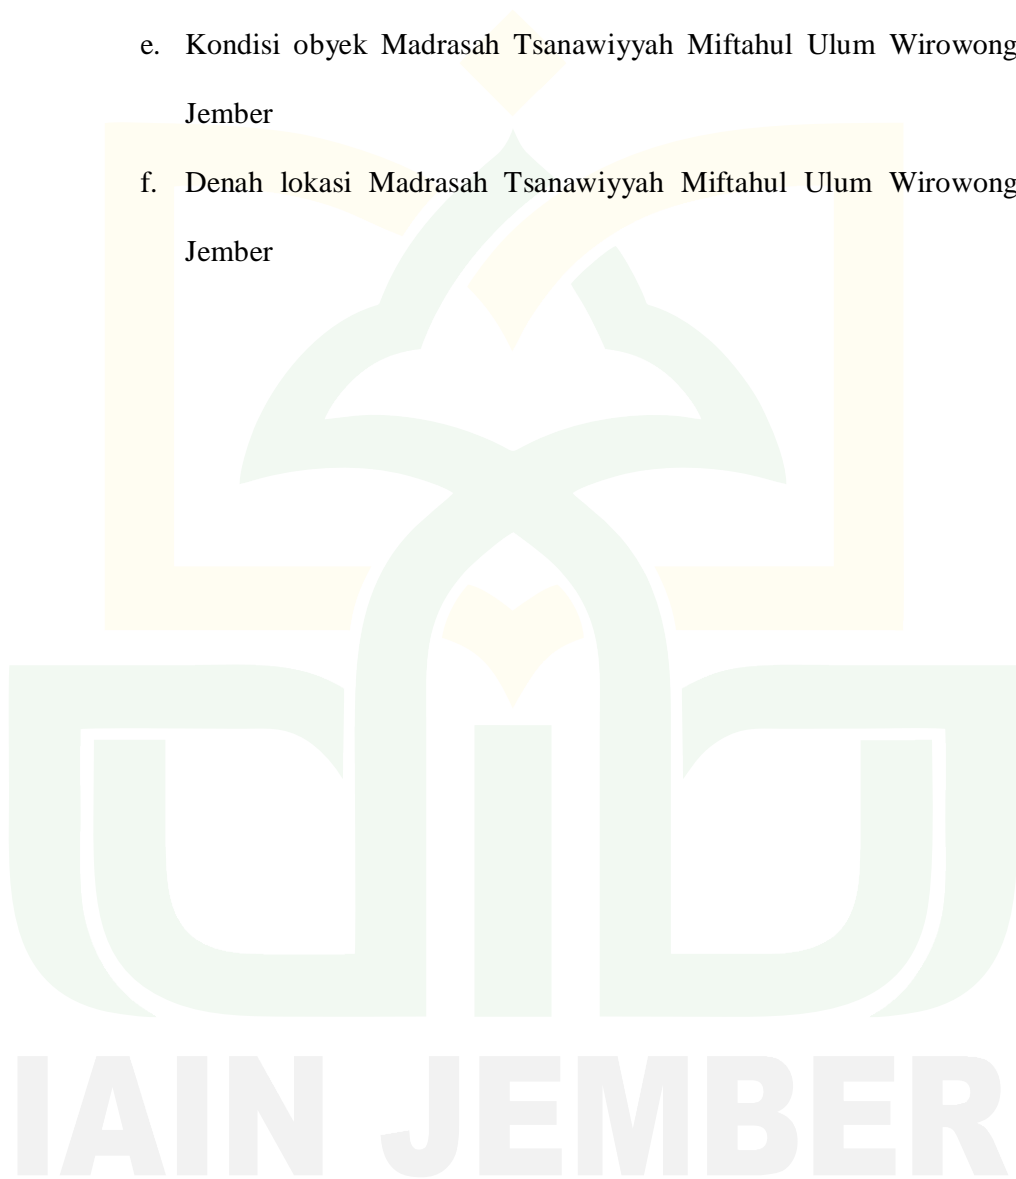 e. Kondisi obyek Madrasah Tsanawiyyah Miftahul Ulum Wirowong
Jember
f. Denah lokasi Madrasah Tsanawiyyah Miftahul Ulum Wirowong
Jember
IAIN JEMBER